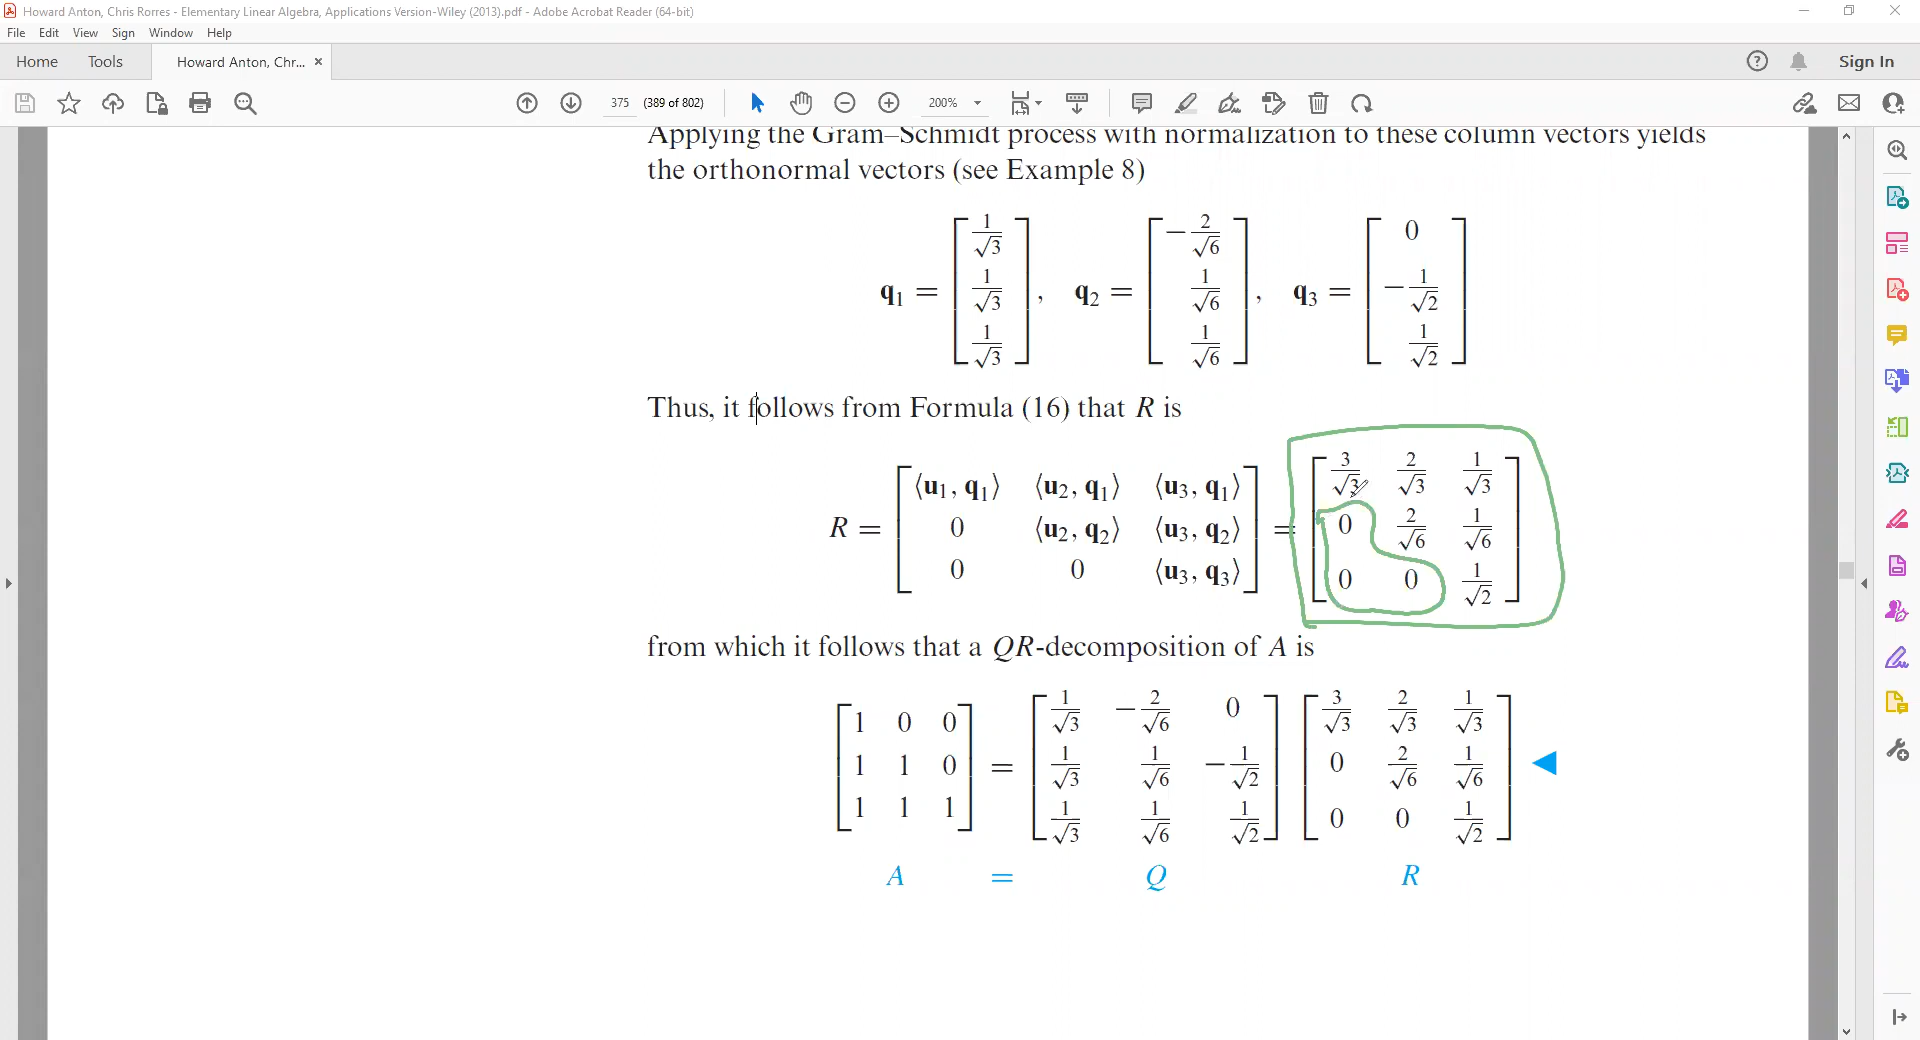 Howard Anton, Chris Rorres - Elementary Linear Algebra, Applications Version-Wiley (2013).pdf - Adobe Acrobat Reader (64-bit)
File Edit View Sign Window Help
Home Tools Howard Anton, Chr... × Sign In
375 (389 of 802) 200%
Applying the Gram–Schmidt process with normalization to these column vectors yields
the orthonormal vectors (see Example 8)
q₁ = [1/√3; 1/√3; 1/√3], q₂ = [−2/√6; 1/√6; 1/√6], q₃ = [0; −1/√2; 1/√2]
Thus, it follows from Formula (16) that R is
R = [⟨u₁, q₁⟩ ⟨u₂, q₁⟩ ⟨u₃, q₁⟩; 0 ⟨u₂, q₂⟩ ⟨u₃, q₂⟩; 0 0 ⟨u₃, q₃⟩] = [3/√3 2/√3 1/√3; 0 2/√6 1/√6; 0 0 1/√2]
from which it follows that a QR-decomposition of A is
[1 0 0; 1 1 0; 1 1 1] = [1/√3 −2/√6 0; 1/√3 1/√6 −1/√2; 1/√3 1/√6 1/√2] [3/√3 2/√3 1/√3; 0 2/√6 1/√6; 0 0 1/√2]
A = Q R